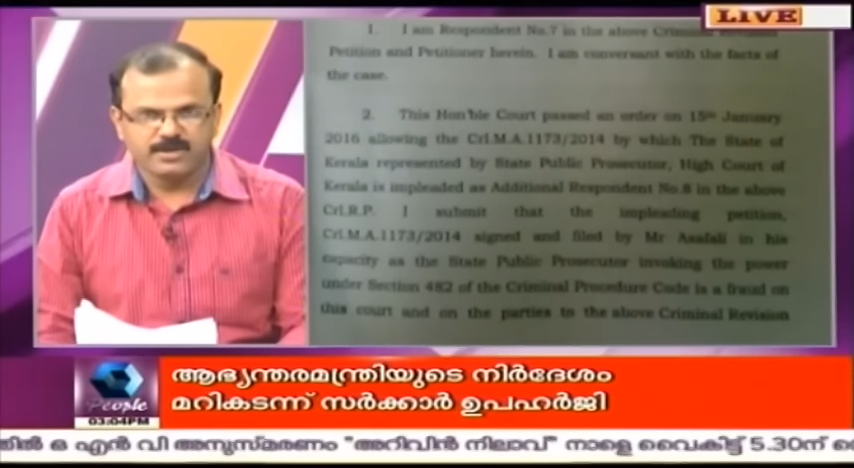 LIVE
1. I am Respondent No.7 in the above Criminal Revision
Petition and Petitioner herein. I am conversant with the facts of
the case.
2. This Hon'ble Court passed an order on 15th January
2016 allowing the Crl.M.A.1173/2014 by which The State of
Kerala represented by State Public Prosecutor, High Court of
Kerala is impleaded as Additional Respondent No.8 in the above
Crl.R.P. I submit that the impleading petition,
Crl.M.A.1173/2014 signed and filed by Mr Asafali in his
capacity as the State Public Prosecutor invoking the power
under Section 482 of the Criminal Procedure Code is a fraud on
this court and on the parties to the above Criminal Revision
ആഭ്യന്തരമന്ത്രിയുടെ നിർദേശം
മറികടന്ന് സർക്കാർ ഉപഹർജി
People
03:04PM
ഒ എൻ വി അനുസ്മരണം "അറിവിൻ നിലാവ്" നാളെ വൈകിട്ട് 5.30ന്